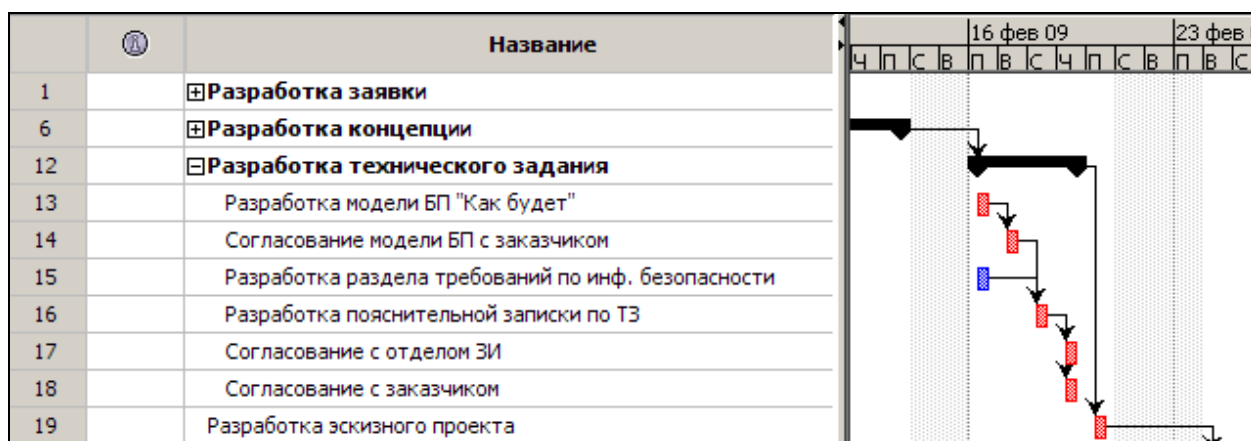 Название
16 фев 09 23 фев
Ч П С В П В С Ч П С В П В С
1 Разработка заявки
6 Разработка концепции
12 Разработка технического задания
13 Разработка модели БП "Как будет"
14 Согласование модели БП с заказчиком
15 Разработка раздела требований по инф. безопасности
16 Разработка пояснительной записки по ТЗ
17 Согласование с отделом ЗИ
18 Согласование с заказчиком
19 Разработка эскизного проекта